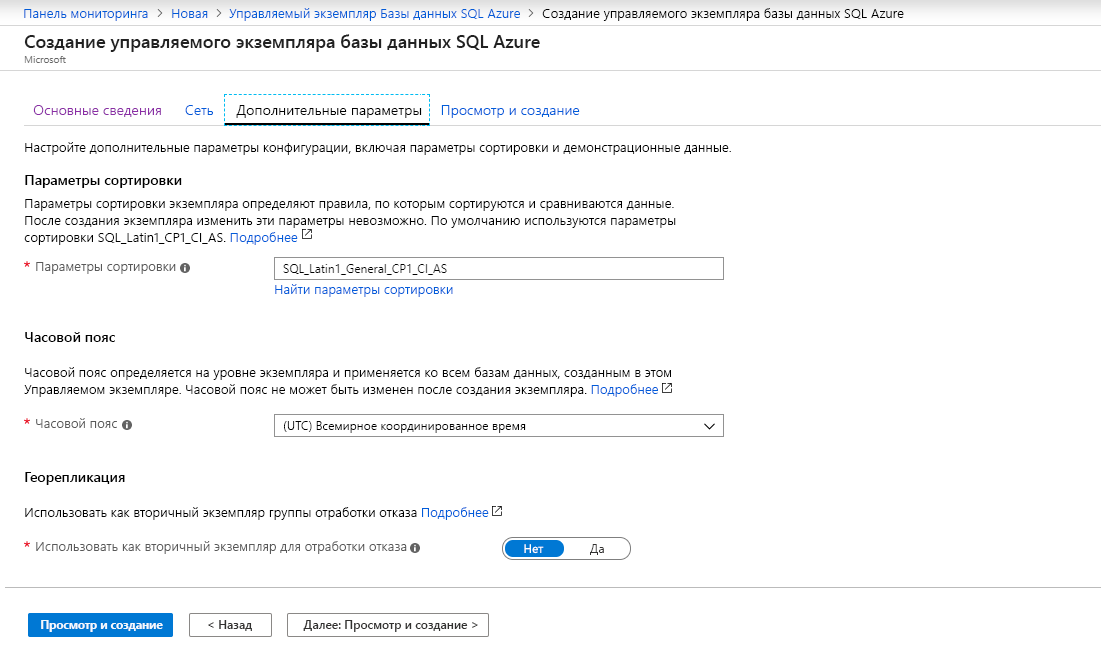 Панель мониторинга > Новая > Управляемый экземпляр Базы данных SQL Azure > Создание управляемого экземпляра базы данных SQL Azure
Создание управляемого экземпляра базы данных SQL Azure
Microsoft
Основные сведения Сеть Дополнительные параметры Просмотр и создание
Настройте дополнительные параметры конфигурации, включая параметры сортировки и демонстрационные данные.
Параметры сортировки
Параметры сортировки экземпляра определяют правила, по которым сортируются и сравниваются данные.
После создания экземпляра изменить эти параметры невозможно. По умолчанию используются параметры
сортировки SQL_Latin1_CP1_CI_AS. Подробнее
* Параметры сортировки SQL_Latin1_General_CP1_CI_AS
Найти параметры сортировки
Часовой пояс
Часовой пояс определяется на уровне экземпляра и применяется ко всем базам данных, созданным в этом
Управляемом экземпляре. Часовой пояс не может быть изменен после создания экземпляра. Подробнее
* Часовой пояс (UTC) Всемирное координированное время
Георепликация
Использовать как вторичный экземпляр группы отработки отказа Подробнее
* Использовать как вторичный экземпляр для отработки отказа Нет Да
Просмотр и создание < Назад Далее: Просмотр и создание >